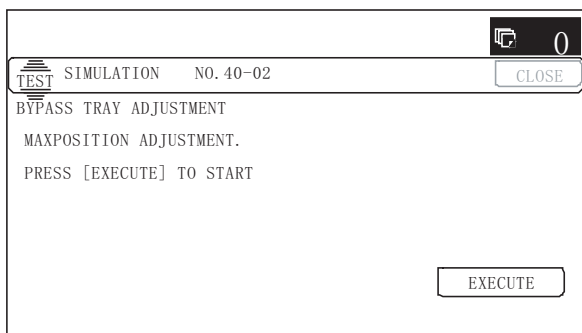 0
TEST SIMULATION NO.40-02 CLOSE
BYPASS TRAY ADJUSTMENT
MAXPOSITION ADJUSTMENT.
PRESS [EXECUTE] TO START
EXECUTE